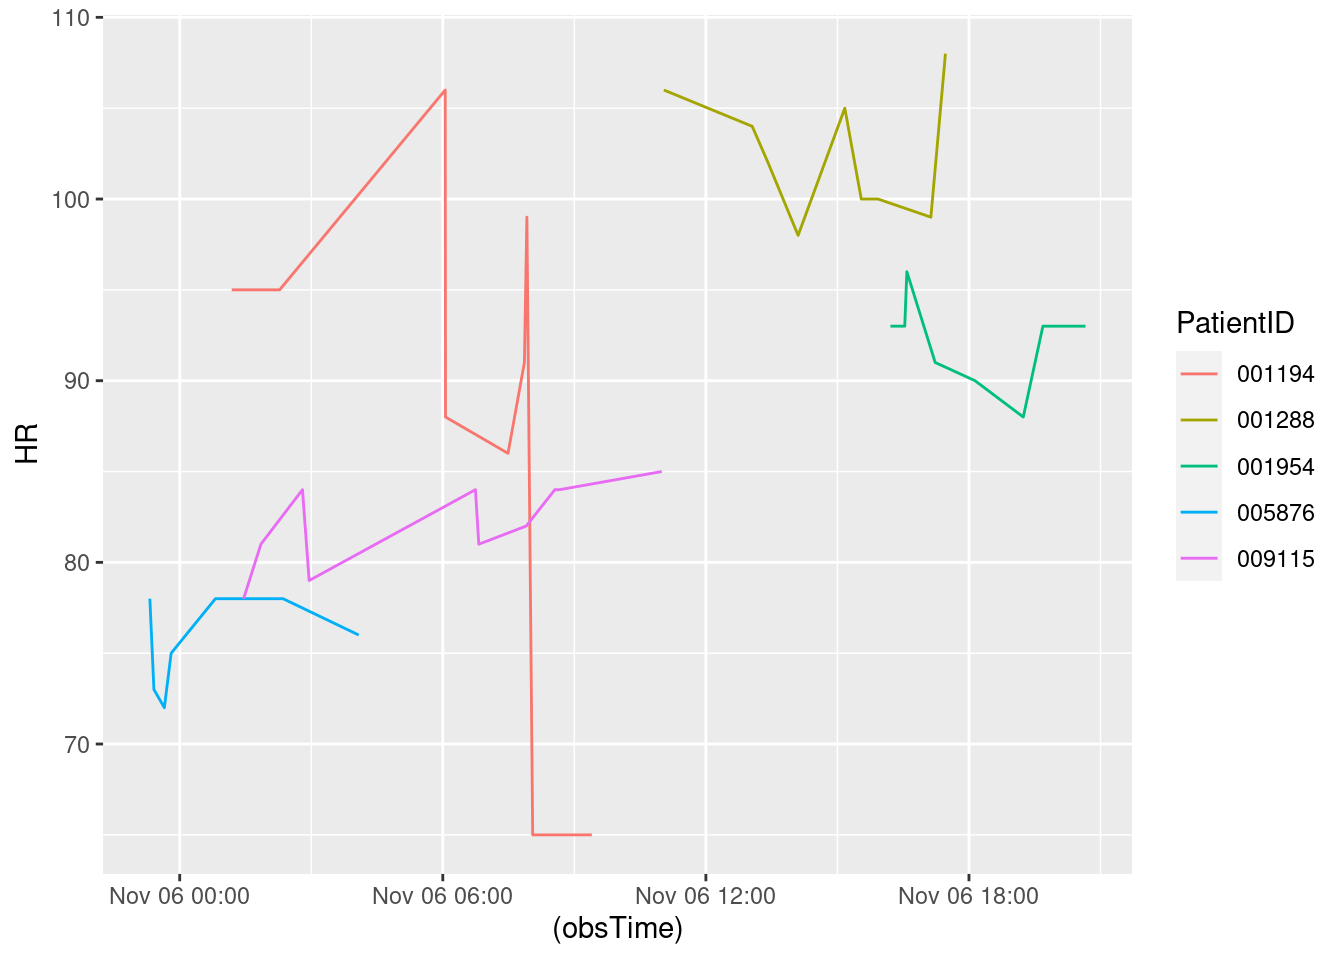 110
100
90
80
70
HR
Nov 06 00:00
Nov 06 06:00
Nov 06 12:00
Nov 06 18:00
(obsTime)
PatientID
001194
001288
001954
005876
009115